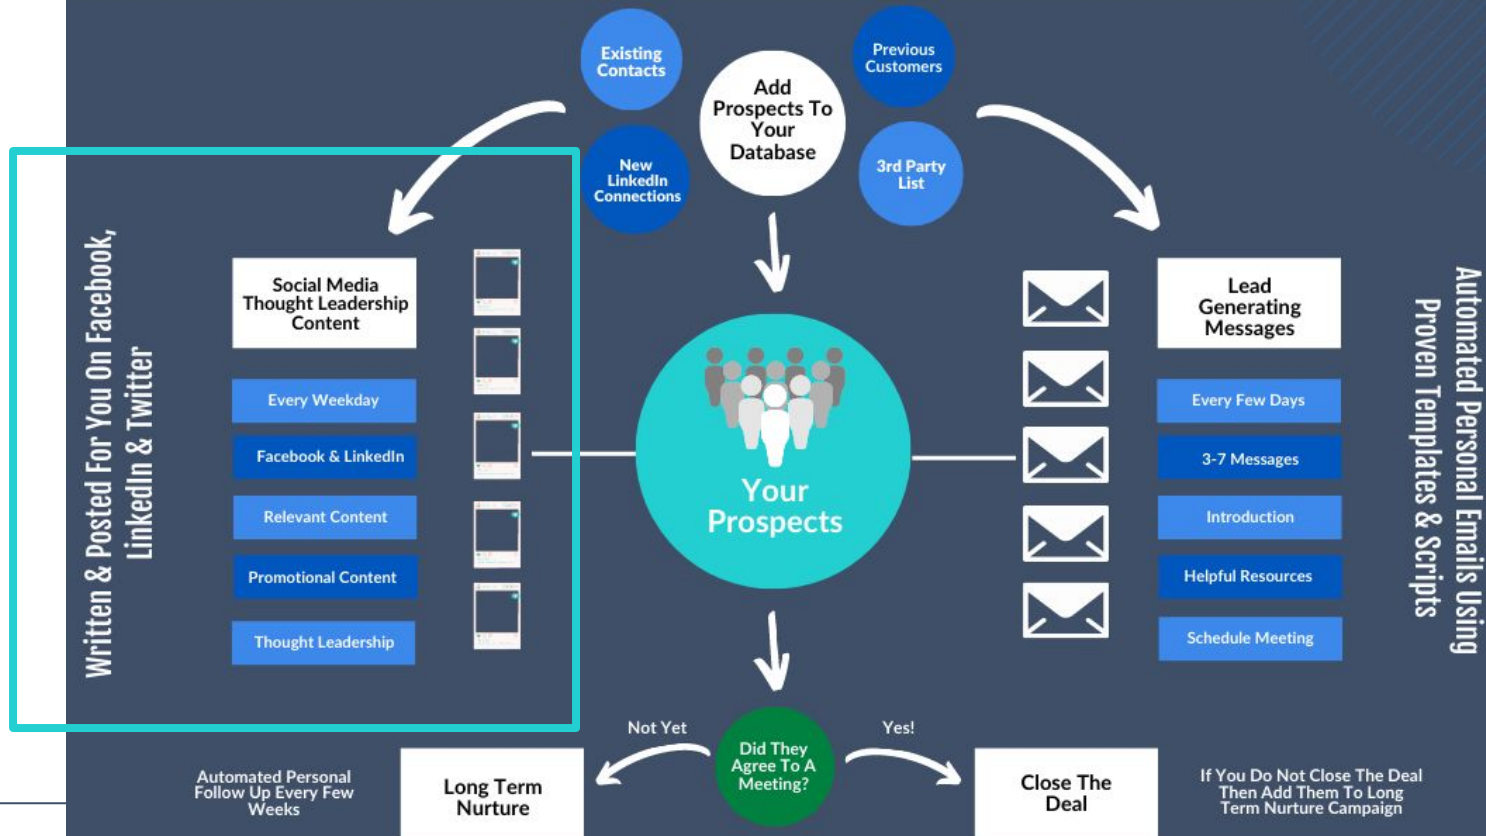 Existing
Contacts
Add
Prospects To
Your
Database
Previous
Customers
New
LinkedIn
Connections
3rd Party
List
Written & Posted For You On Facebook,
LinkedIn & Twitter
Social Media
Thought Leadership
Content
Every Weekday
Facebook & LinkedIn
Relevant Content
Promotional Content
Thought Leadership
Your
Prospects
Lead
Generating
Messages
Every Few Days
3-7 Messages
Introduction
Helpful Resources
Schedule Meeting
Automated Personal Emails Using
Proven Templates & Scripts
Not Yet
Did They
Agree To A
Meeting?
Yes!
Automated Personal
Follow Up Every Few
Weeks
Long Term
Nurture
Close The
Deal
If You Do Not Close The Deal
Then Add Them To Long
Term Nurture Campaign